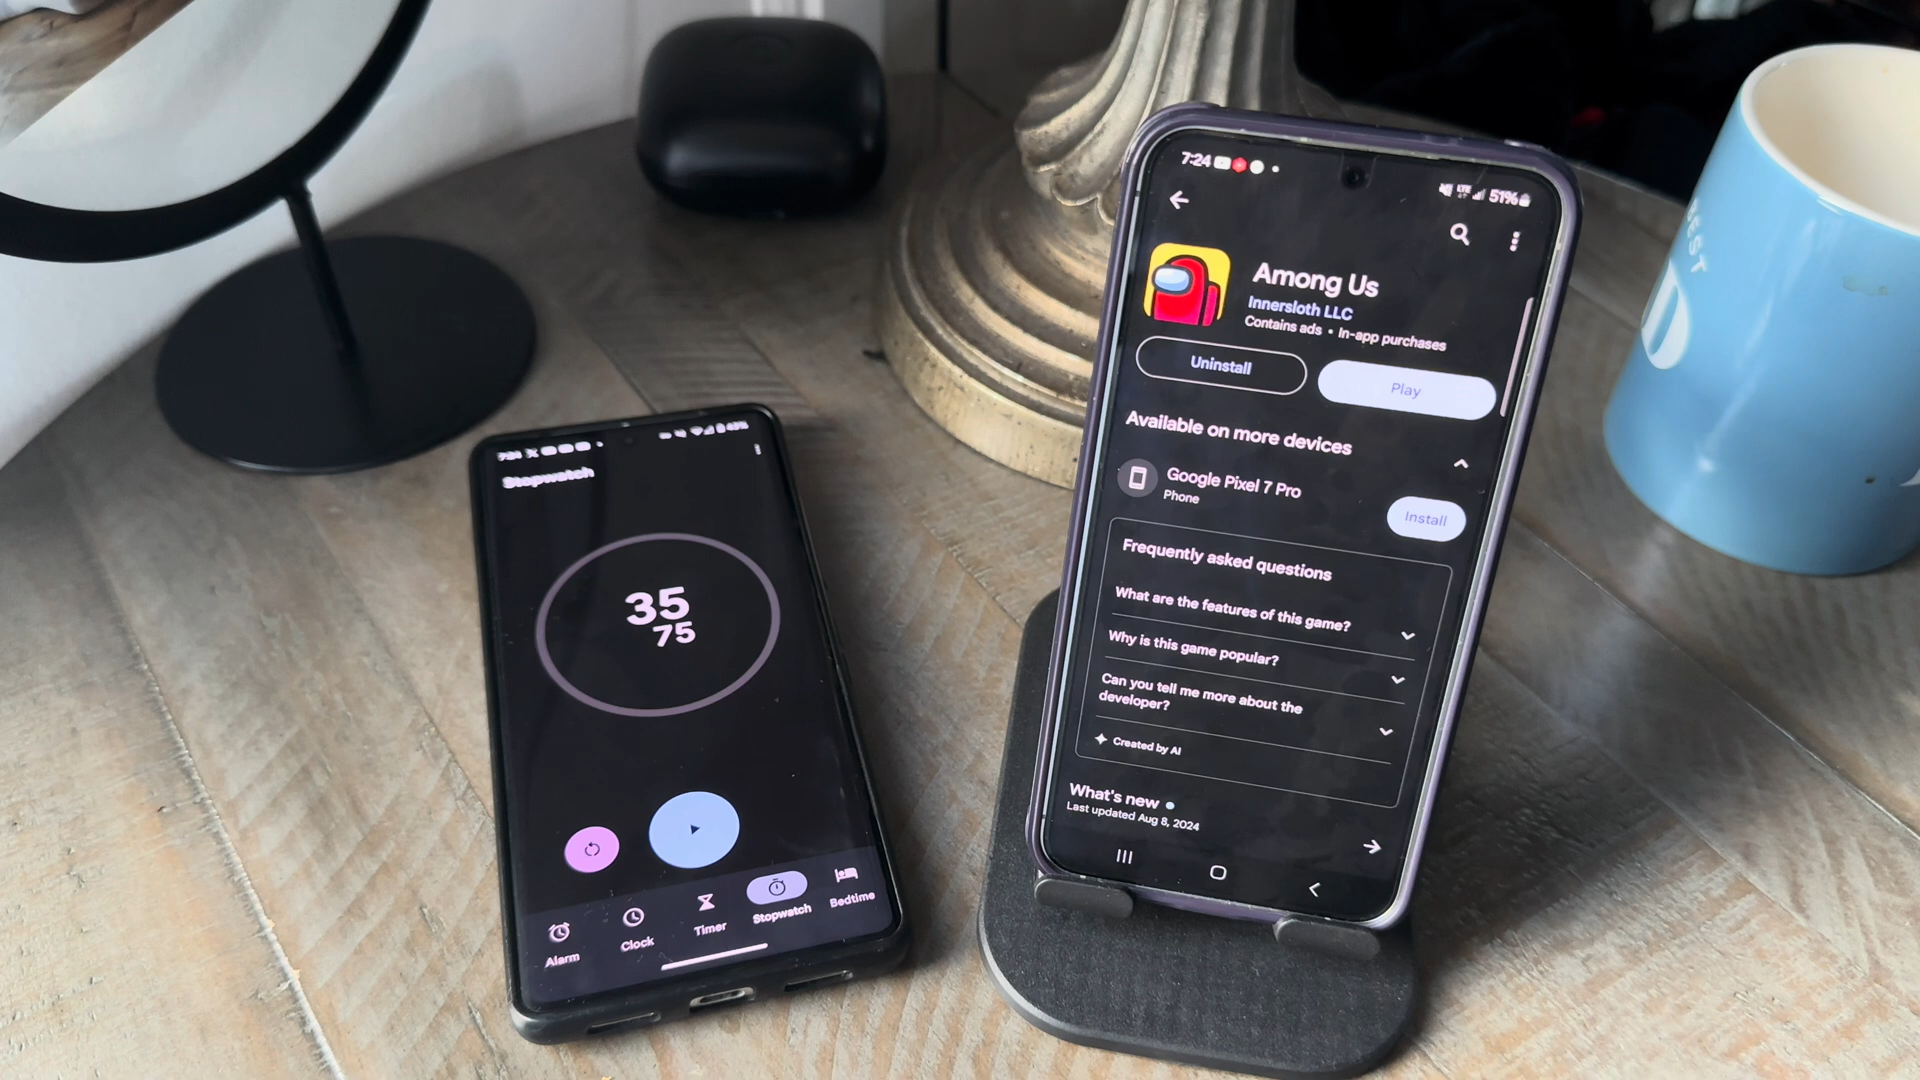 Stopwatch
35
75
Alarm
Clock
Timer
Stopwatch
Bedtime
7:24
LTE
51%
Among Us
Innersloth LLC
Contains ads • In-app purchases
Uninstall
Play
Available on more devices
Google Pixel 7 Pro
Phone
Install
Frequently asked questions
What are the features of this game?
Why is this game popular?
Can you tell me more about the
developer?
Created by AI
What's new
Last updated Aug 8, 2024
EST
D